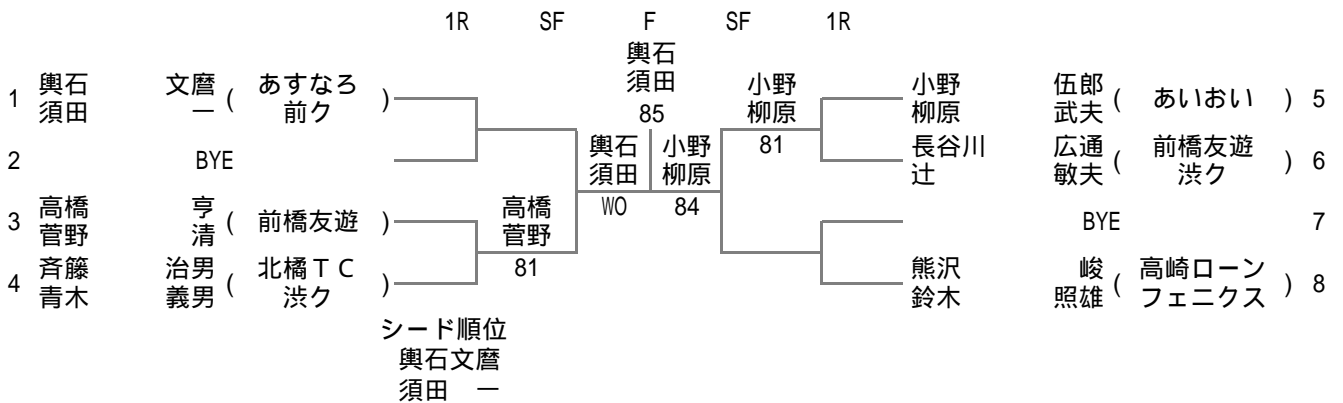 1R SF F SF 1R
輿石
須田
85
1 輿石 文麿 ( あすなろ )
須田 一 前ク
2 BYE
3 高橋 亨 ( 前橋友遊 )
菅野 清
4 斉藤 治男 ( 北橘TC )
青木 義男 渋ク
高橋
菅野
81
輿石
須田
WO
小野
柳原
84
小野
柳原
81
小野 伍郎 ( あいおい ) 5
柳原 武夫
長谷川 広通 ( 前橋友遊 ) 6
辻 敏夫 渋ク
BYE 7
熊沢 峻 ( 高崎ローン ) 8
鈴木 照雄 フェニクス
シード順位
輿石文麿
須田 一